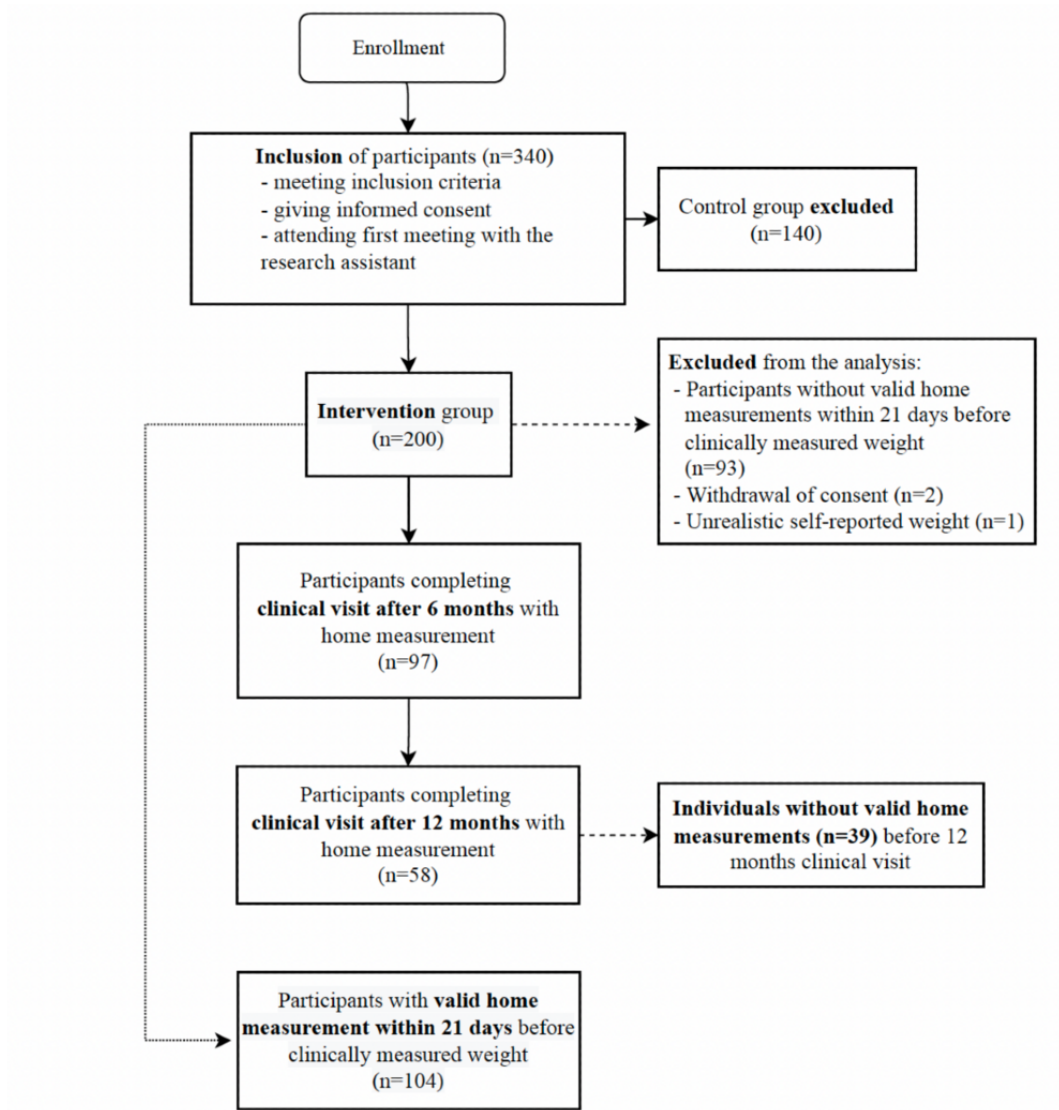 Enrollment
Inclusion of participants (n=340)
- meeting inclusion criteria
- giving informed consent
- attending first meeting with the
research assistant
Control group excluded
(n=140)
Intervention group
(n=200)
Excluded from the analysis:
- Participants without valid home
measurements within 21 days before
clinically measured weight
(n=93)
- Withdrawal of consent (n=2)
- Unrealistic self-reported weight (n=1)
Participants completing
clinical visit after 6 months with
home measurement
(n=97)
Participants completing
clinical visit after 12 months with
home measurement
(n=58)
Individuals without valid home
measurements (n=39) before 12
months clinical visit
Participants with valid home
measurement within 21 days before
clinically measured weight
(n=104)